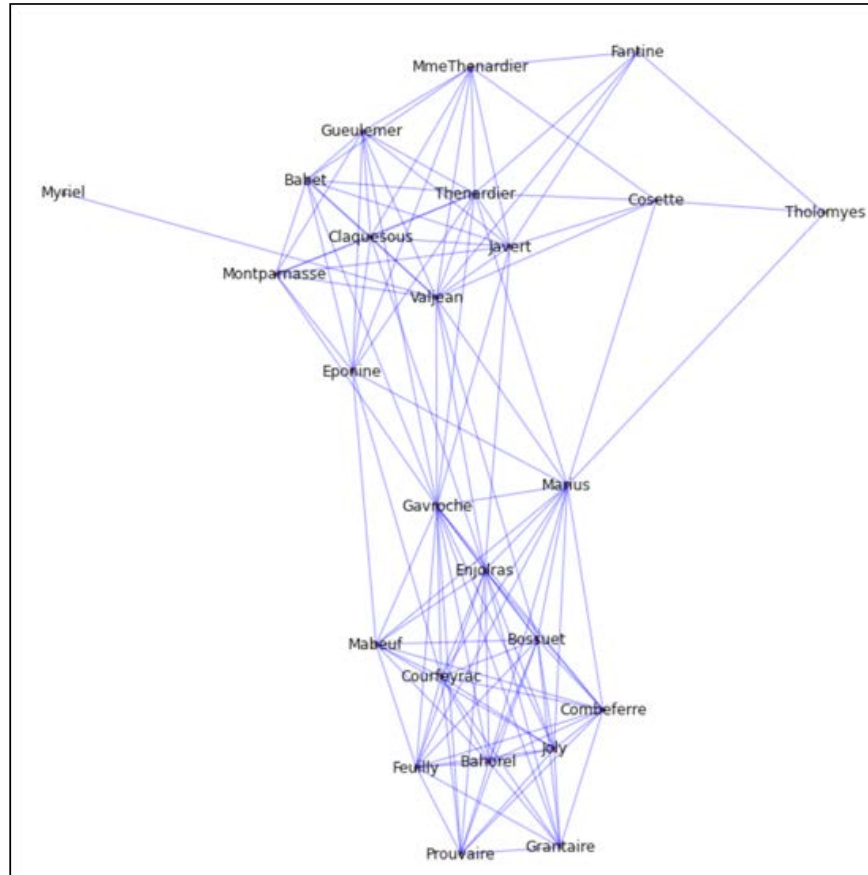 Fantine
MmeThenardier
Gueulemer
Babet
Myriel
Thenardier
Cosette
Tholomyes
Claquesous
Javert
Montparnasse
Valjean
Eponine
Marius
Gavroche
Enjolras
Bossuet
Mabeuf
Courfeyrac
Combeferre
Joly
Bahorel
Feuilly
Grantaire
Prouvaire